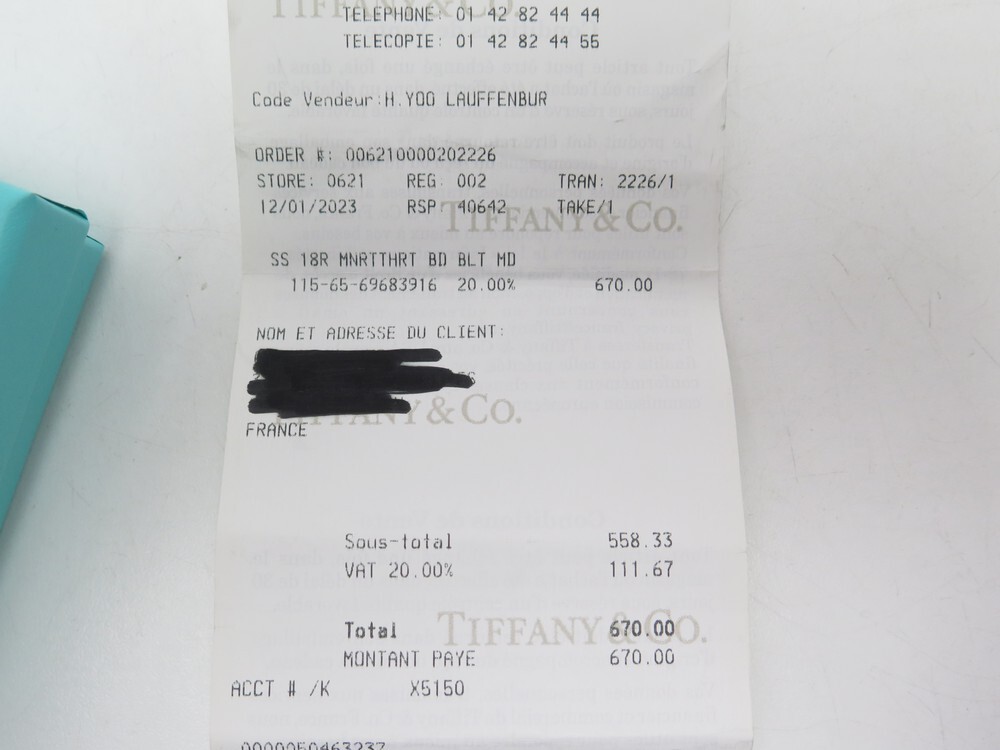 TIFFANY & CO.
TELEPHONE: 01 42 82 44 44
TELECOPIE: 01 42 82 44 55
Code Vendeur:H.YOO LAUFFENBUR
ORDER #: 006210000202226
STORE: 0621 REG: 002 TRAN: 2226/1
12/01/2023 RSP: 40642 TAKE/1
TIFFANY & CO.
SS 18R MNRTTHRT BD BLT MD
115-65-69683916 20.00% 670.00
NOM ET ADRESSE DU CLIENT:
TIFFANY & CO.
FRANCE
Sous-total 558.33
VAT 20.00% 111.67
Total 670.00
TIFFANY & CO.
MONTANT PAYE 670.00
ACCT # /K X5150
0000050463237